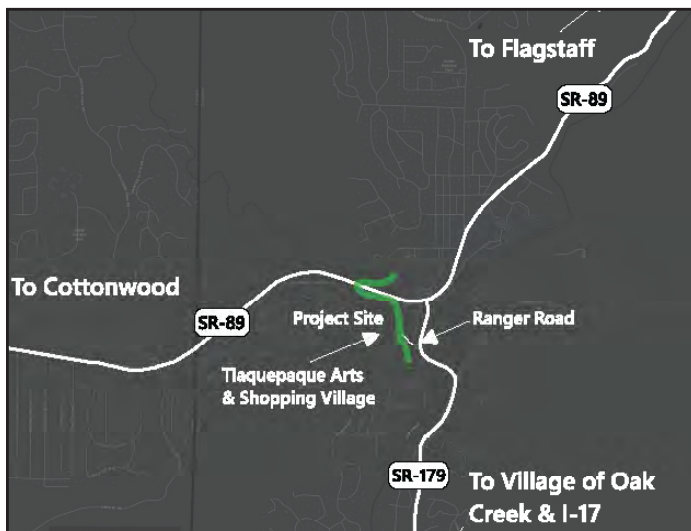 To Flagstaff
SR-89
To Cottonwood
SR-89
Project Site
Ranger Road
Tlaquepaque Arts
& Shopping Village
SR-179
To Village of Oak
Creek & I-17